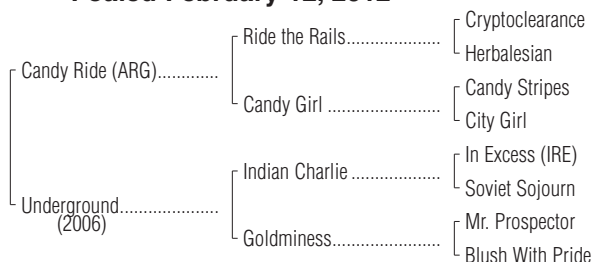 Foaled February 12, 2012
Cryptoclearance
Ride the Rails....................
Herbalesian
Candy Ride (ARG).............
Candy Stripes
Candy Girl ........................
City Girl
In Excess (IRE)
Indian Charlie ...................
Soviet Sojourn
Underground.....................
(2006)
Mr. Prospector
Goldminess.......................
Blush With Pride